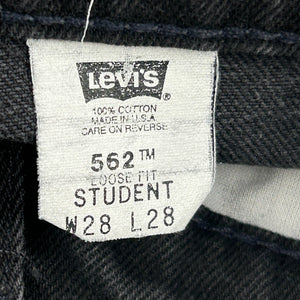 Levi's ®
100% COTTON
MADE IN U.S.A.
CARE ON REVERSE
562™
LOOSE FIT
STUDENT
W28 L28